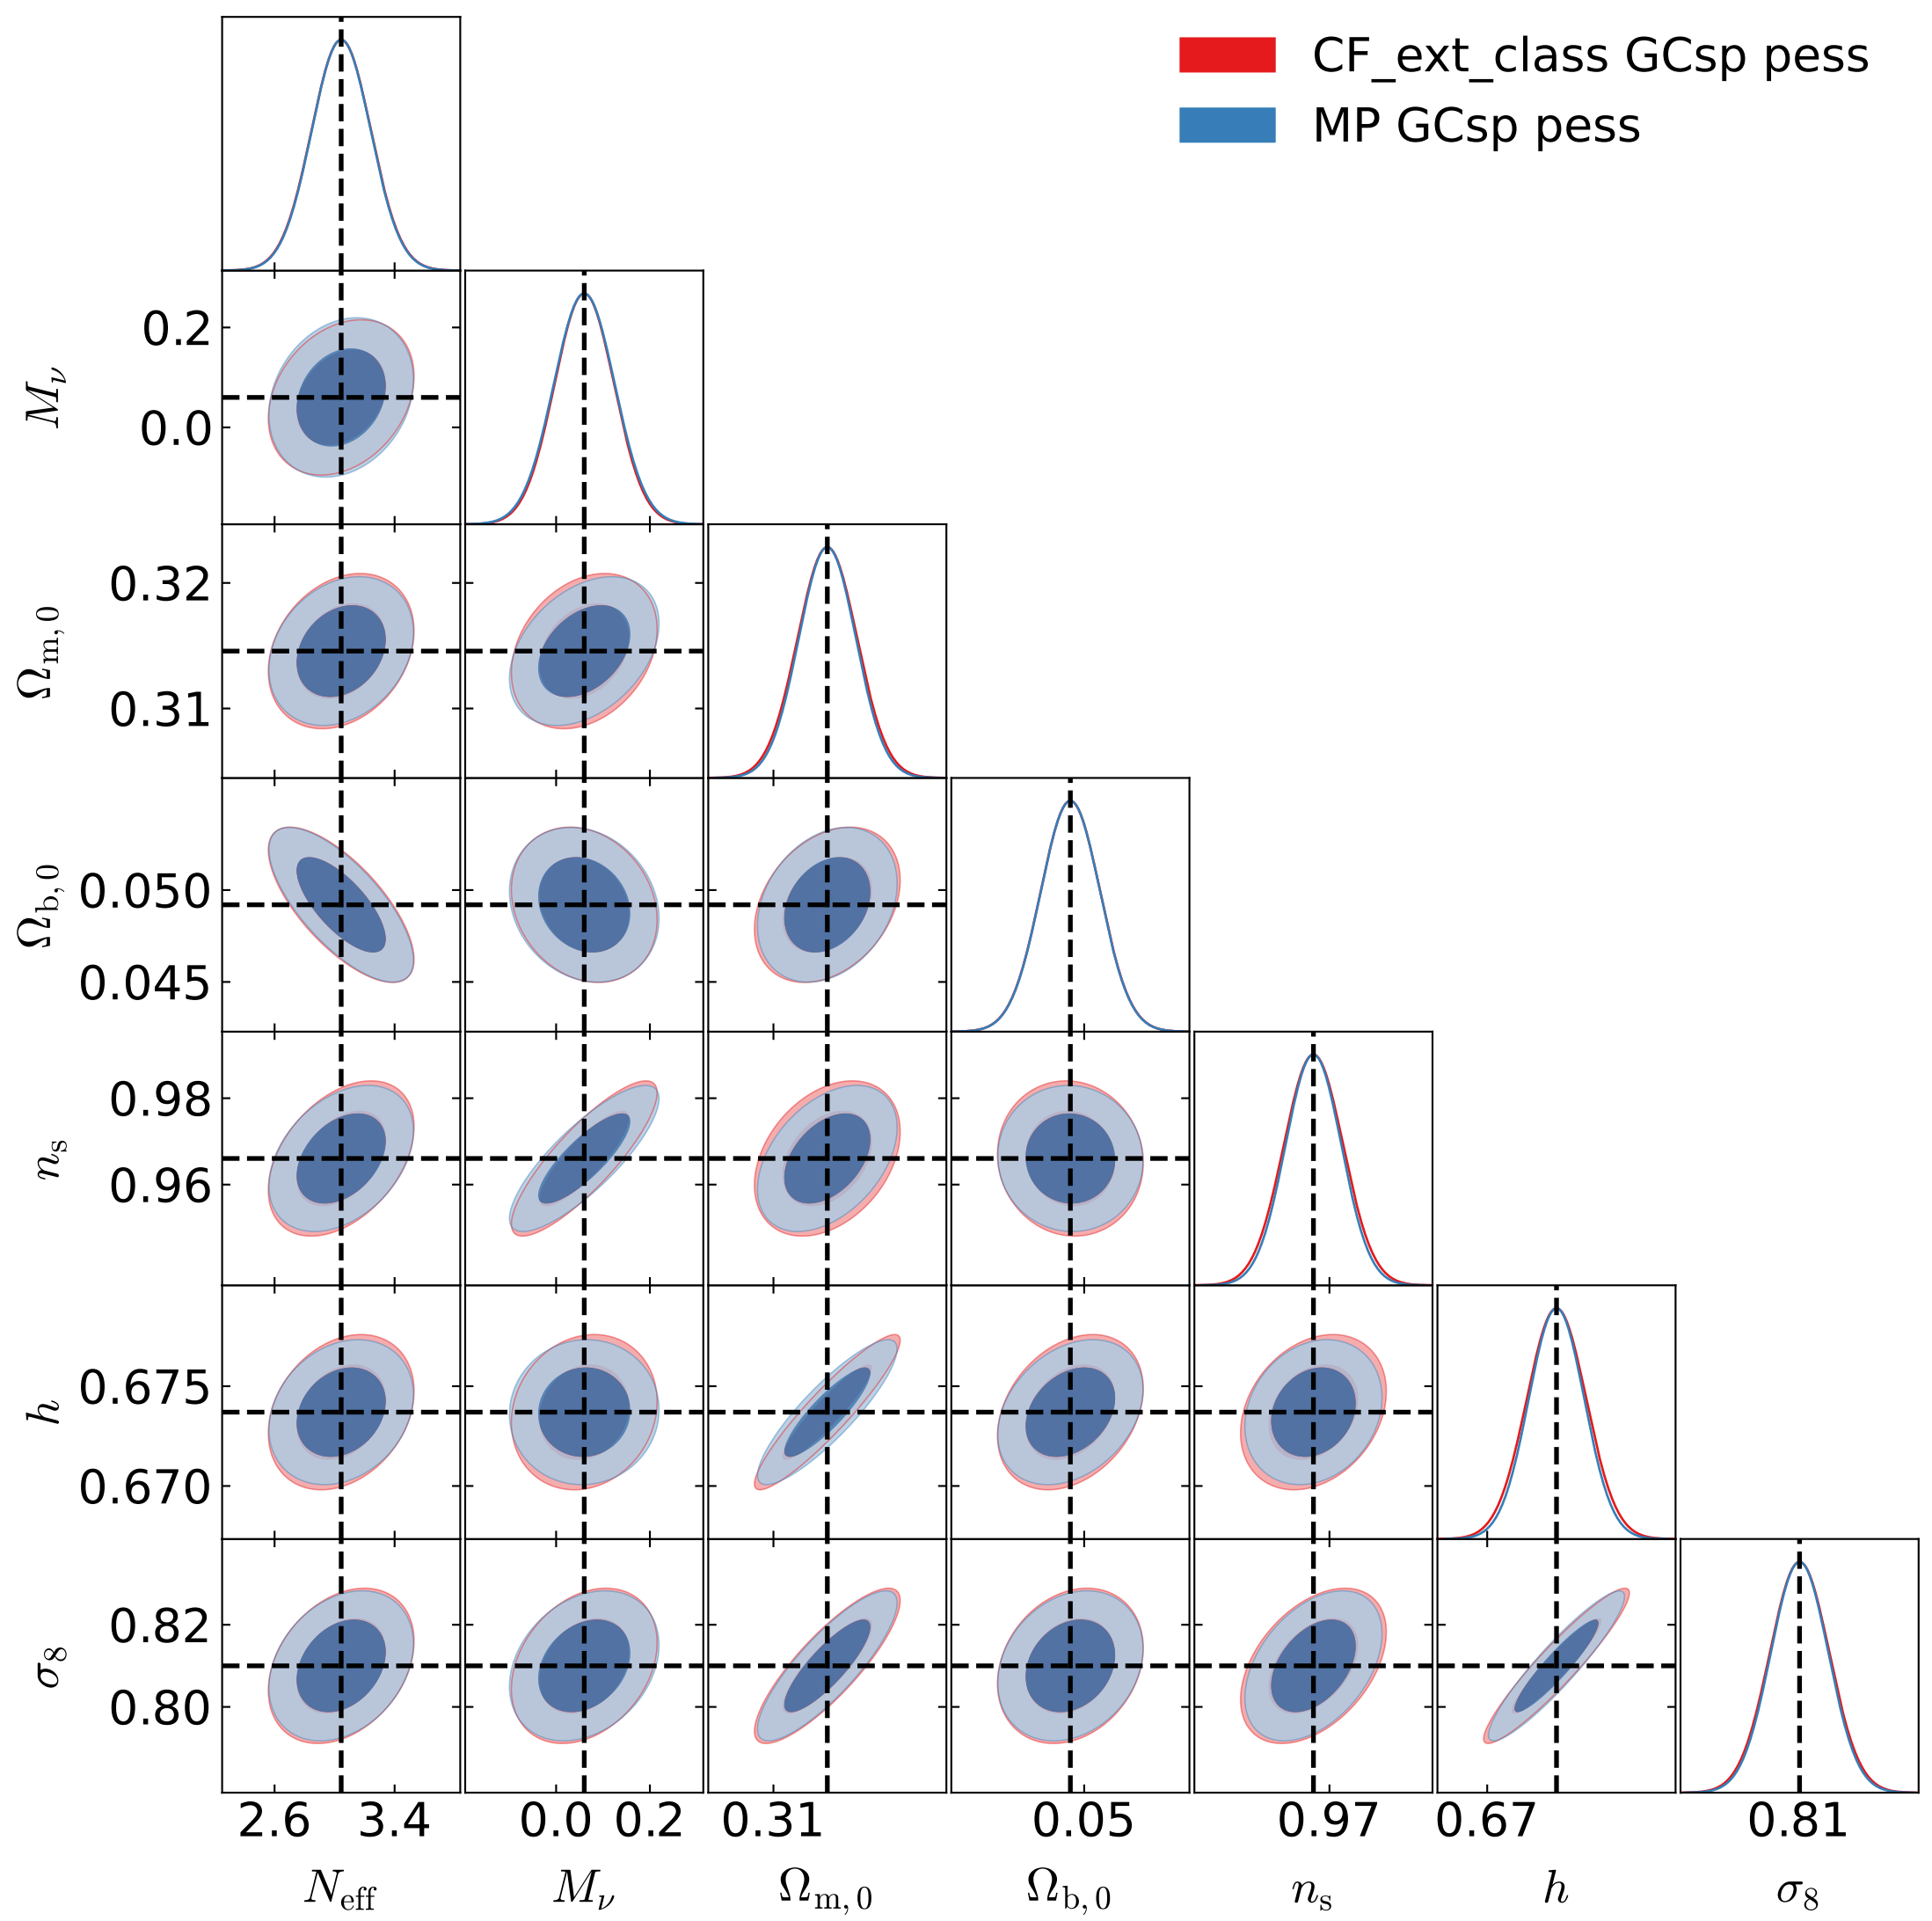 CF_ext_class GCsp pess
MP GCsp pess
0.2
0.0
M_ν
0.32
0.31
Ω_m,0
0.050
0.045
Ω_b,0
0.98
0.96
n_s
0.675
0.670
h
0.82
0.80
σ_8
2.6 3.4 0.0 0.2 0.31 0.05 0.97 0.67 0.81
N_eff M_ν Ω_m,0 Ω_b,0 n_s h σ_8